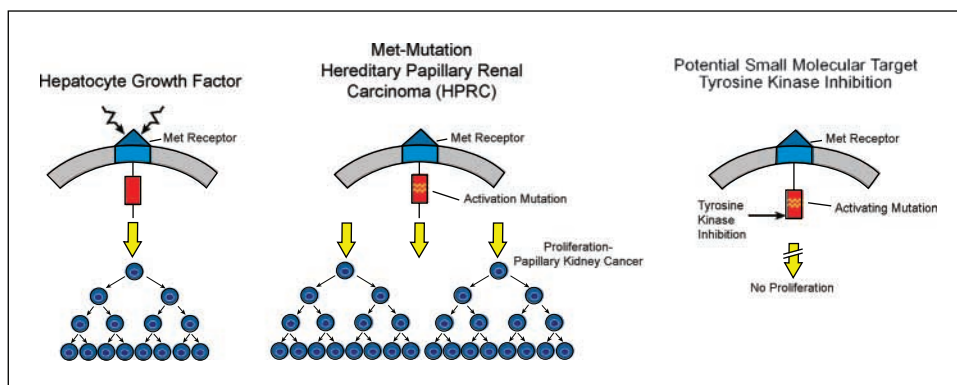 Hepatocyte Growth Factor
Met Receptor
Met-Mutation
Hereditary Papillary Renal
Carcinoma (HPRC)
Met Receptor
Activation Mutation
Proliferation-
Papillary Kidney Cancer
Potential Small Molecular Target
Tyrosine Kinase Inhibition
Met Receptor
Tyrosine
Kinase
Inhibition
Activating Mutation
No Proliferation